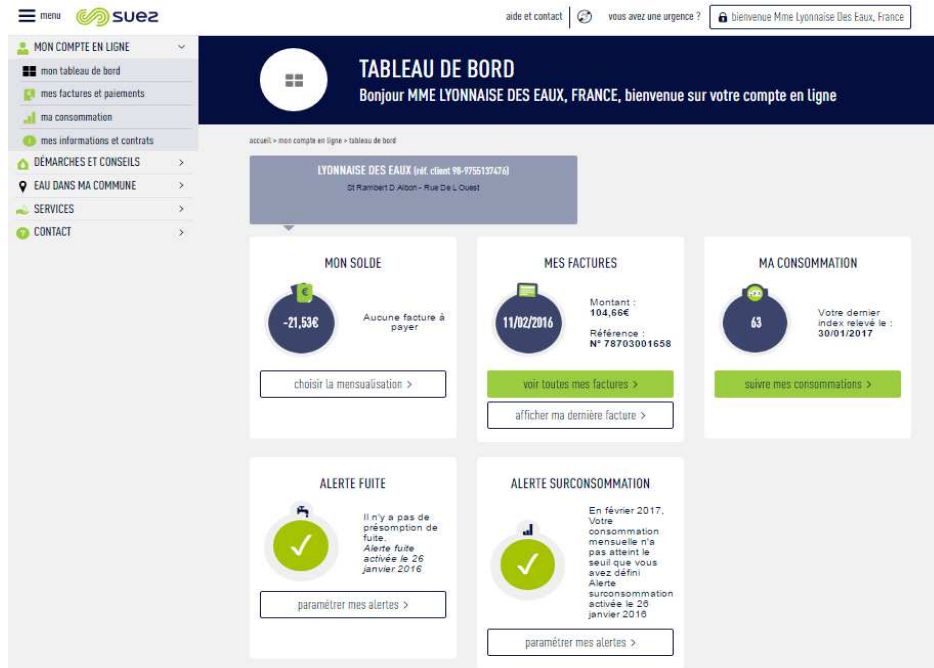 menu
suez
aide et contact
vous avez une urgence ?
bienvenue Mme Lyonnaise Des Eaux, France
MON COMPTE EN LIGNE
mon tableau de bord
mes factures et paiements
ma consommation
mes informations et contrats
DÉMARCHES ET CONSEILS
EAU DANS MA COMMUNE
SERVICES
CONTACT
TABLEAU DE BORD
Bonjour MME LYONNAISE DES EAUX, FRANCE, bienvenue sur votre compte en ligne
accueil > mon compte en ligne > tableau de bord
LYONNAISE DES EAUX (réf. client 98-9755137476)
St Rambert D Albon - Rue De L Ouest
MON SOLDE
€
-21,53€
Aucune facture à
payer
choisir la mensualisation >
MES FACTURES
11/02/2016
Montant :
104,66€
Référence :
N° 78703001658
voir toutes mes factures >
afficher ma dernière facture >
MA CONSOMMATION
63
Votre dernier
index relevé le :
30/01/2017
suivre mes consommations >
ALERTE FUITE
Il n'y a pas de
présomption de
fuite.
Alerte fuite
activée le 26
janvier 2016
paramétrer mes alertes >
ALERTE SURCONSOMMATION
En février 2017,
Votre
consommation
mensuelle n'a
pas atteint le
seuil que vous
avez défini
Alerte
surconsommation
activée le 26
janvier 2016
paramétrer mes alertes >